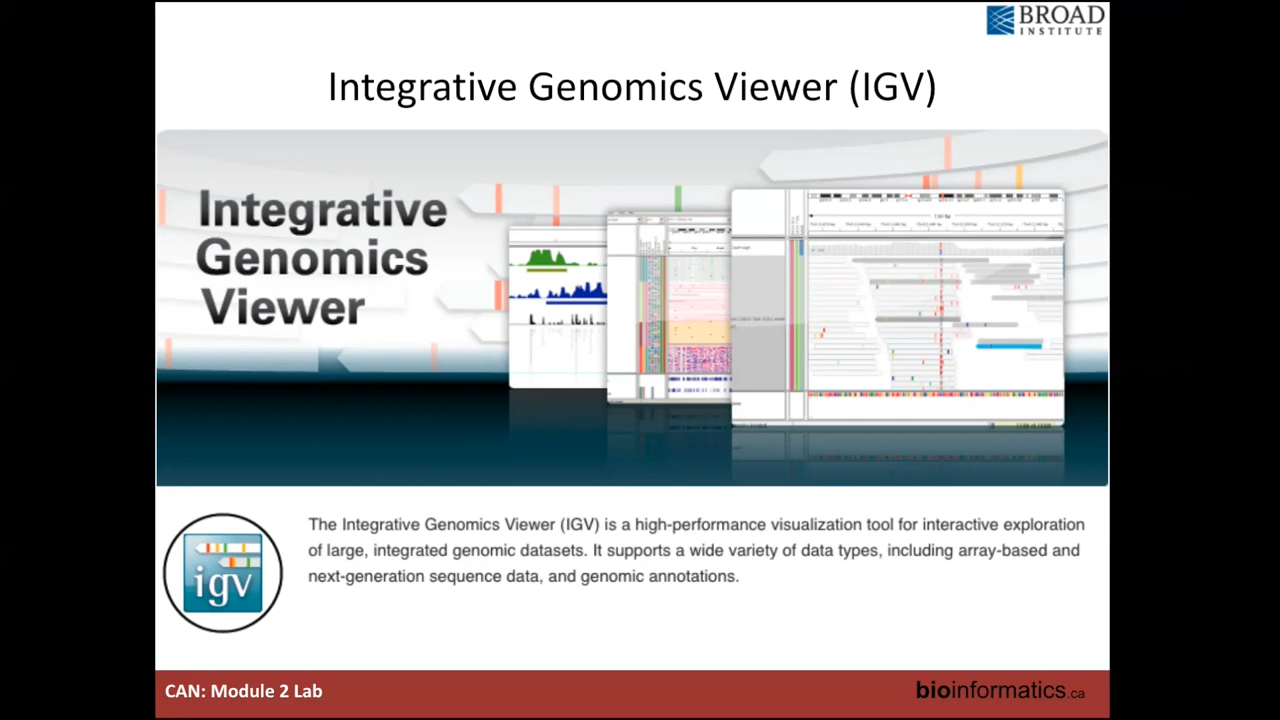 BROAD
INSTITUTE
Integrative Genomics Viewer (IGV)
Integrative
Genomics
Viewer
The Integrative Genomics Viewer (IGV) is a high-performance visualization tool for interactive exploration
of large, integrated genomic datasets. It supports a wide variety of data types, including array-based and
next-generation sequence data, and genomic annotations.
igv
CAN: Module 2 Lab
bioinformatics.ca